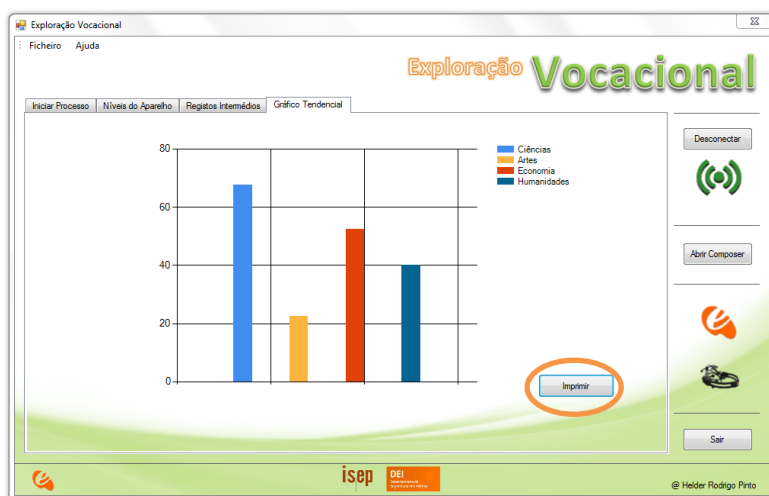 Exploração Vocacional
Ficheiro Ajuda
Exploração Vocacional
Iniciar Processo Níveis do Aparelho Registos Intermédios Gráfico Tendencial
Desconectar
80
60
40
20
0
Ciências
Artes
Economia
Humanidades
Abrir Composer
Imprimir
Sair
isep
DEI
@ Helder Rodrigo Pinto